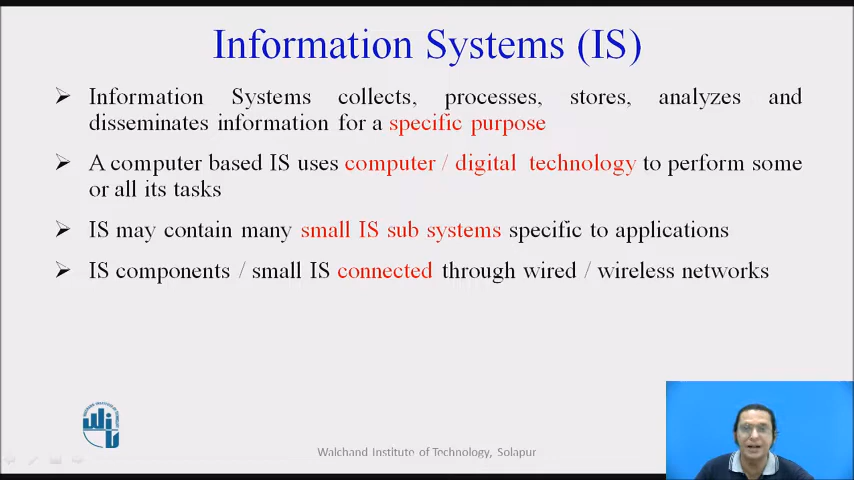 Information Systems (IS)
Information Systems collects, processes, stores, analyzes and
disseminates information for a specific purpose
A computer based IS uses computer / digital technology to perform some
or all its tasks
IS may contain many small IS sub systems specific to applications
IS components / small IS connected through wired / wireless networks
Walchand Institute of Technology, Solapur